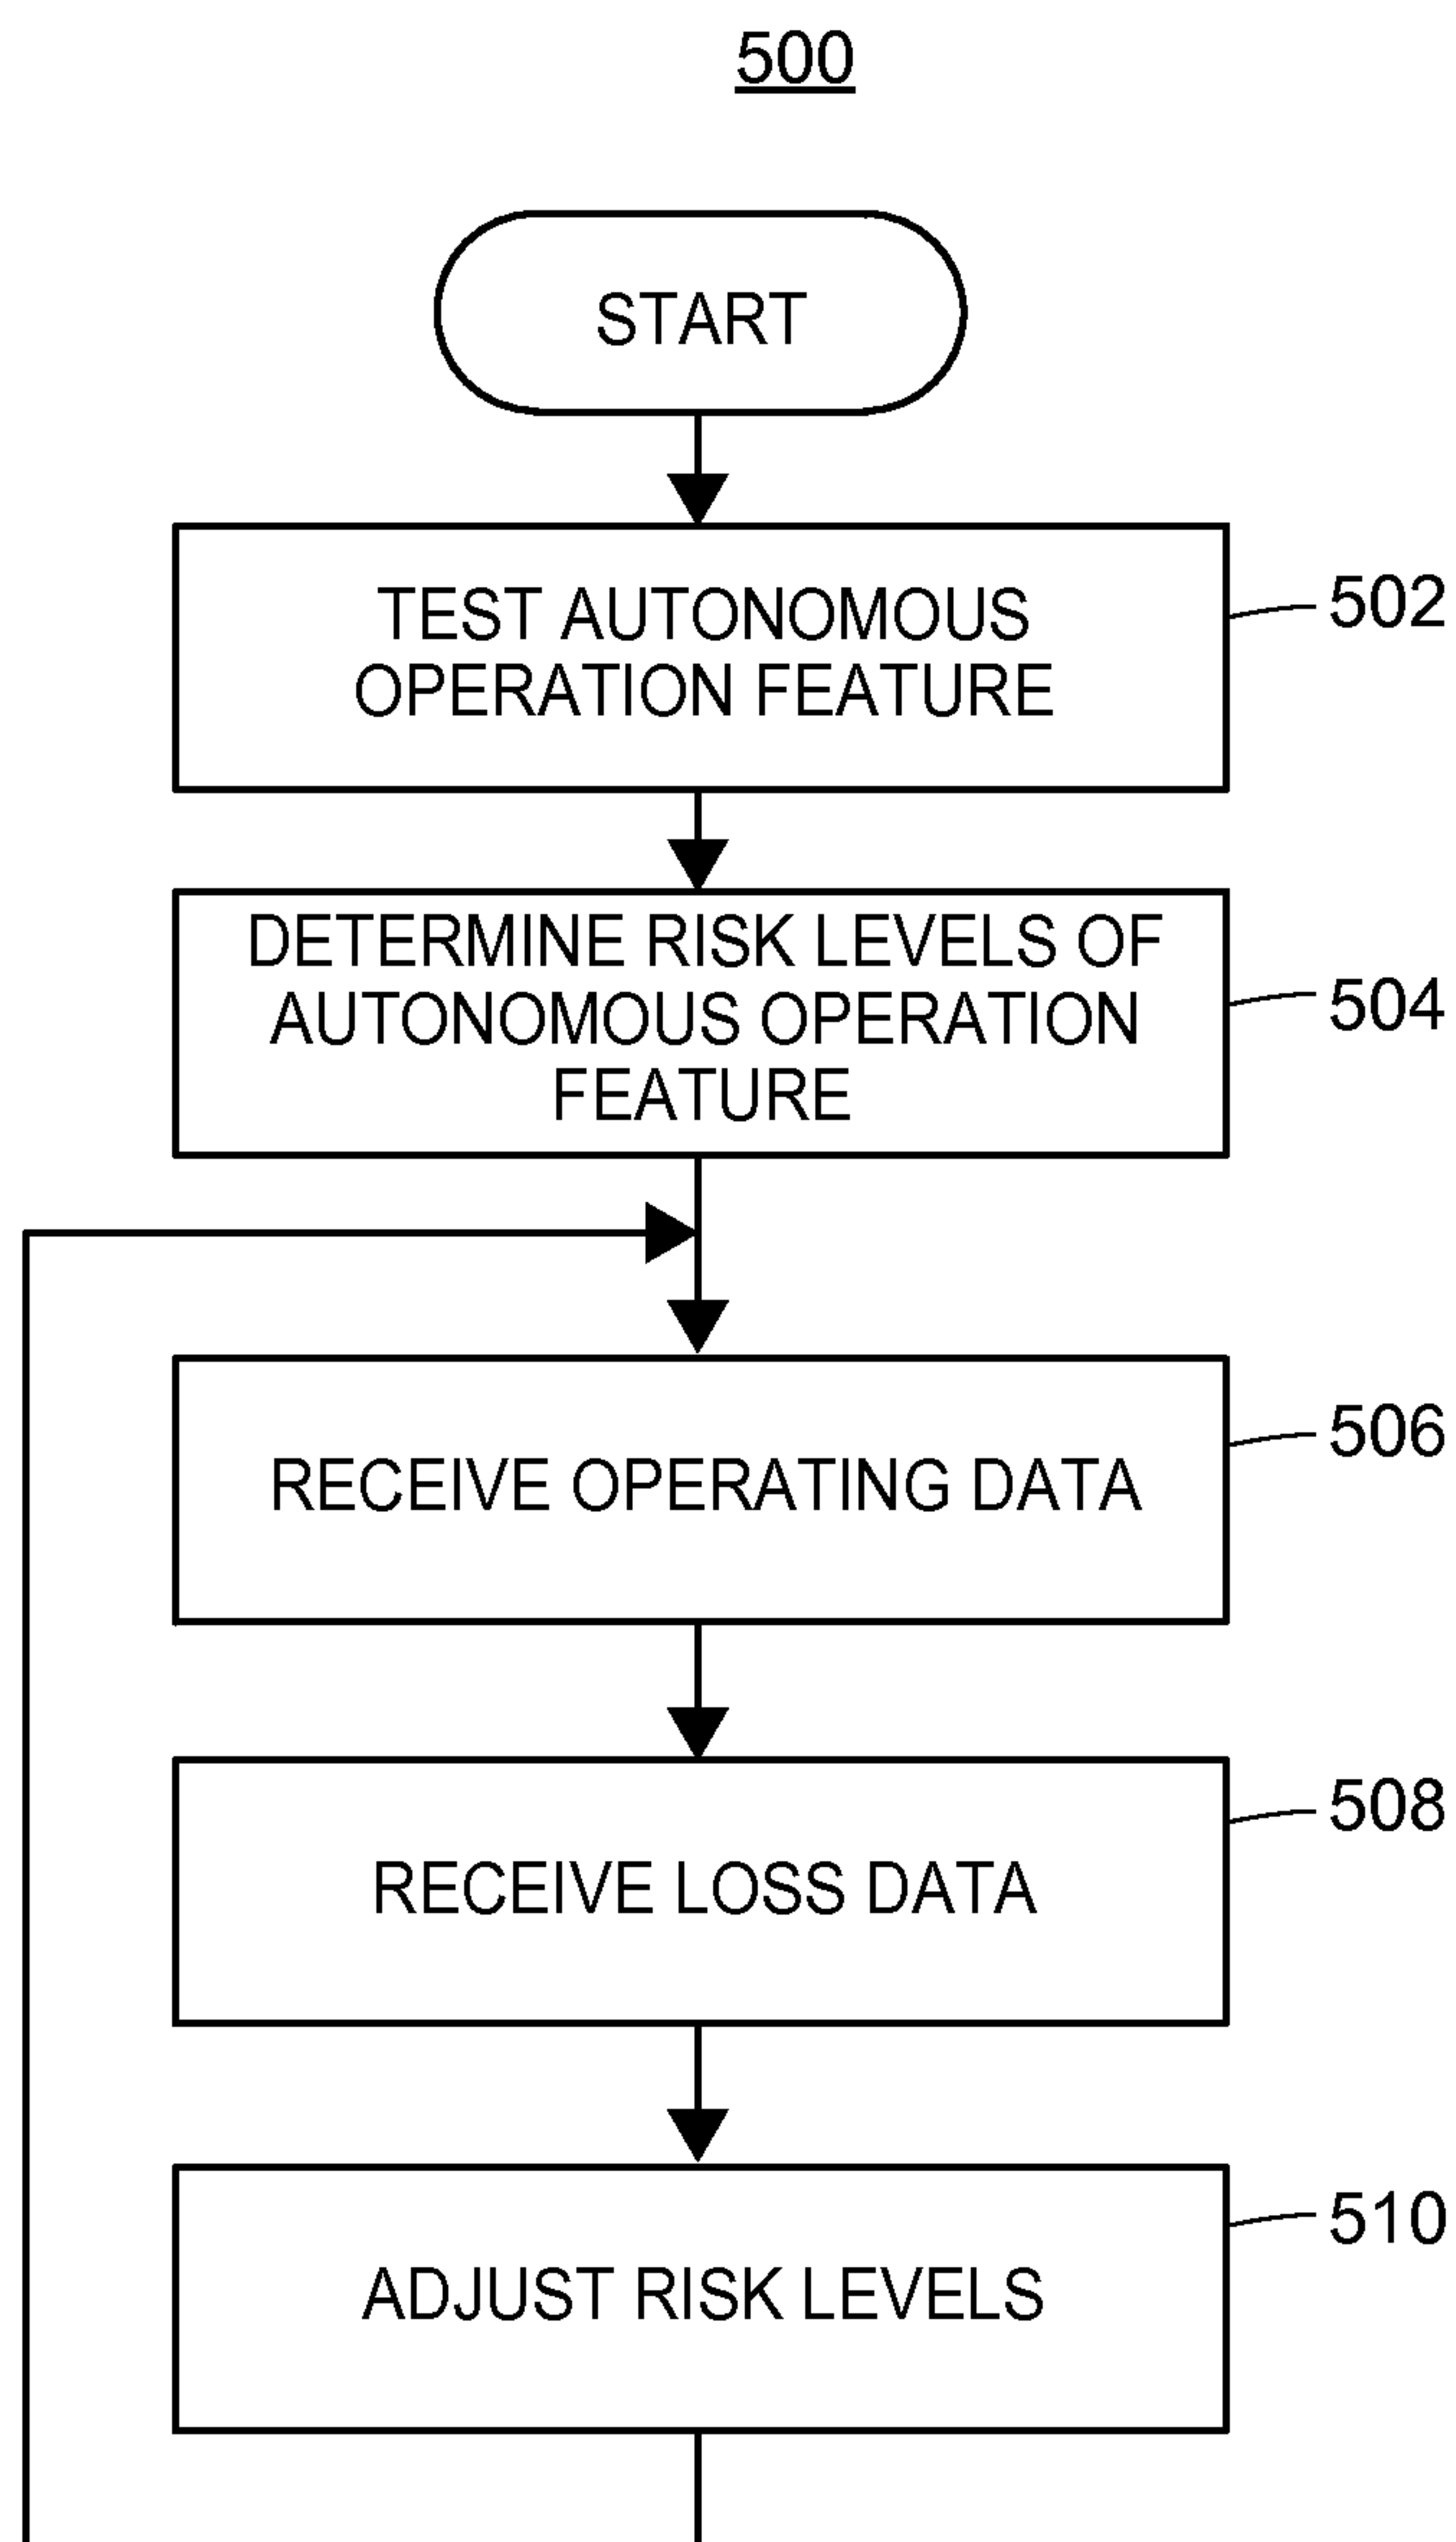 500
START
TEST AUTONOMOUS
OPERATION FEATURE
502
DETERMINE RISK LEVELS OF
AUTONOMOUS OPERATION
FEATURE
504
RECEIVE OPERATING DATA
506
RECEIVE LOSS DATA
508
ADJUST RISK LEVELS
510